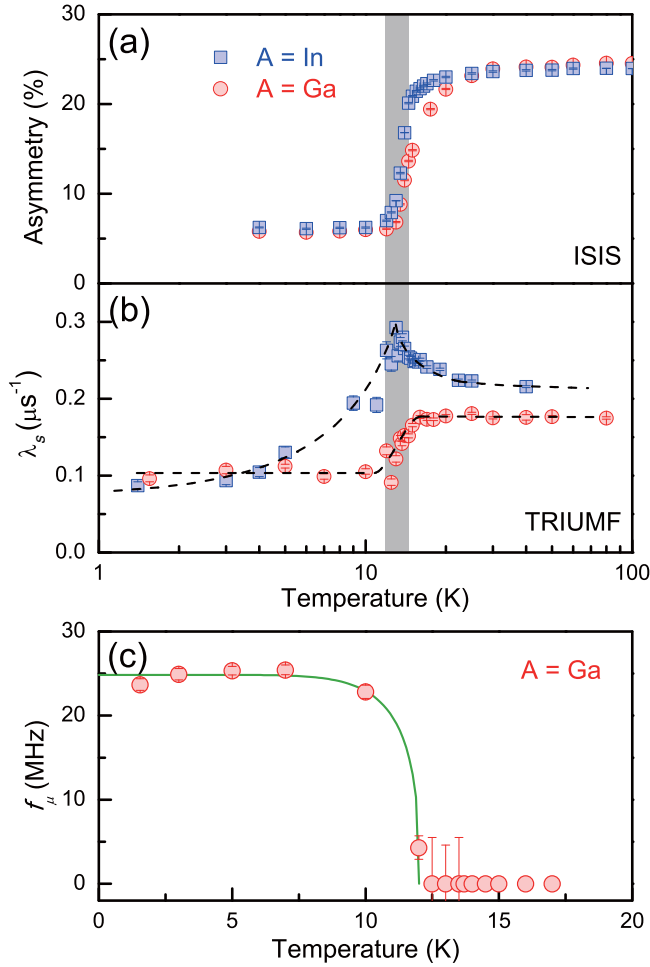 (a)
A = In
A = Ga
ISIS
Asymmetry (%)
30
20
10
0
(b)
TRIUMF
λs (μs-1)
0.3
0.2
0.1
0.0
1 10 100
Temperature (K)
(c)
A = Ga
fμ (MHz)
30
20
10
0
0 5 10 15 20
Temperature (K)